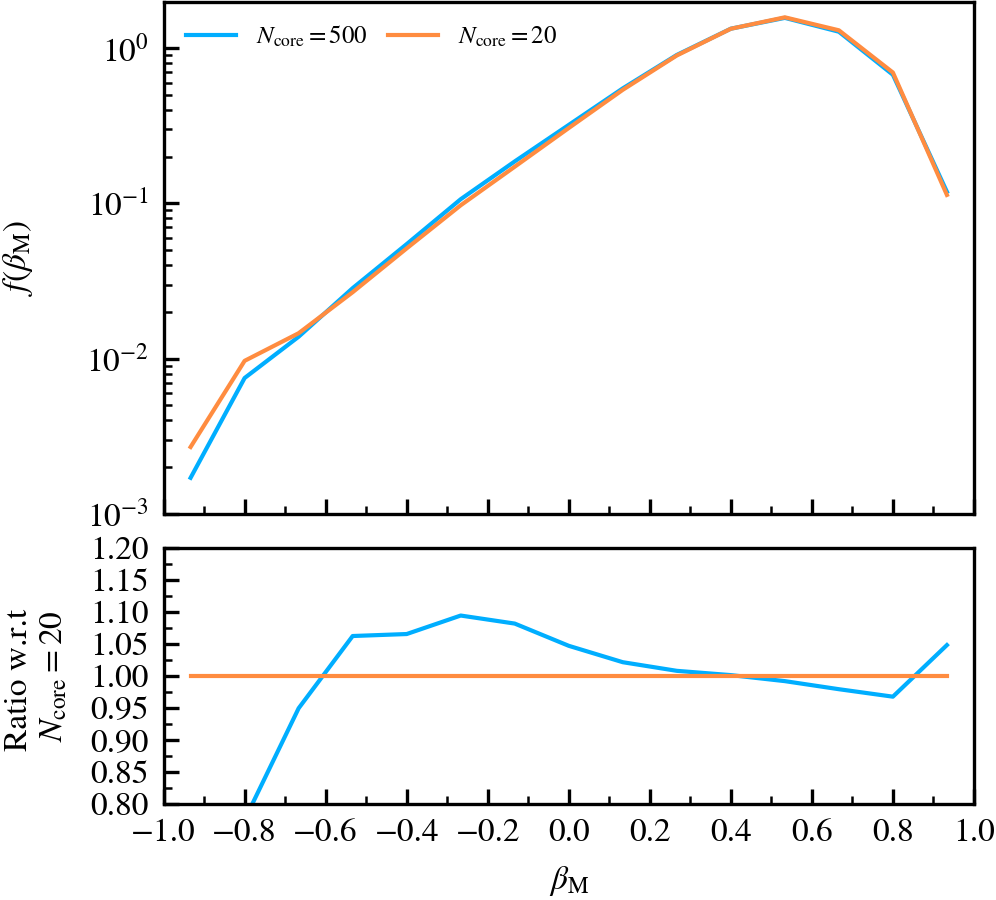 N_core = 500 N_core = 20
10^0
10^−1
10^−2
10^−3
f(β_M)
1.20
1.15
1.10
1.05
1.00
0.95
0.90
0.85
0.80
Ratio w.r.t
N_core = 20
−1.0 −0.8 −0.6 −0.4 −0.2 0.0 0.2 0.4 0.6 0.8 1.0
β_M